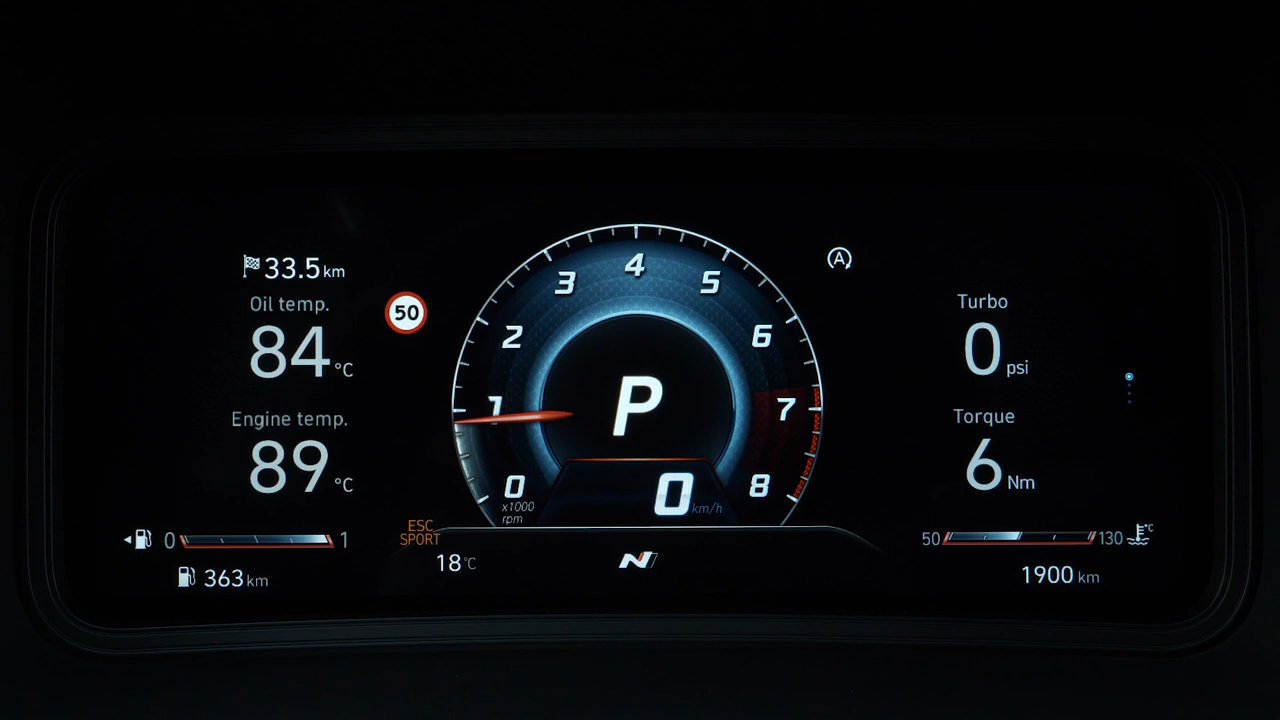 33.5 km
Oil temp.
84 °C
Engine temp.
89 °C
0 1
363 km
50
ESC
SPORT
18 °C
0 1 2 3 4 5 6 7 8
x1000
rpm
P
0 km/h
N
A
Turbo
0 psi
Torque
6 Nm
50 130 °C
1900 km